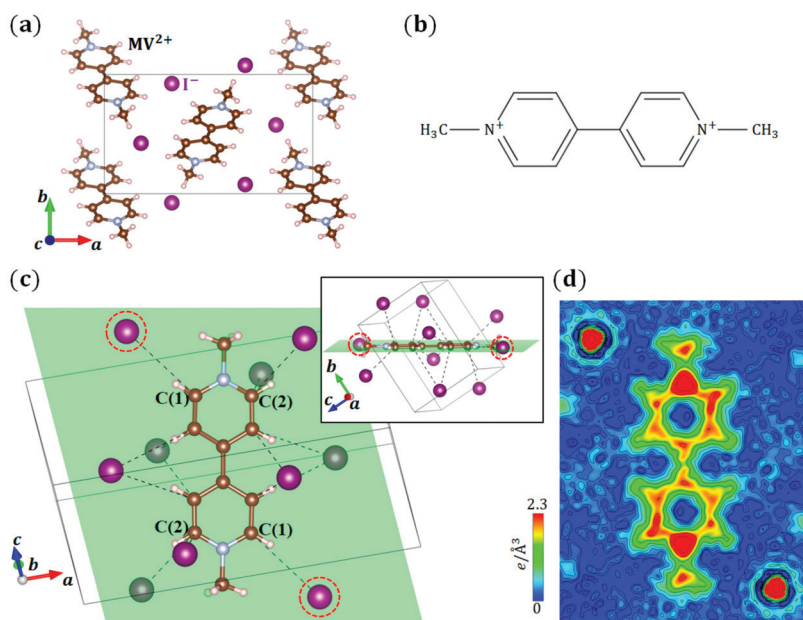 (a)
MV²⁺
I⁻
b
c
a
(b)
H₃C
N⁺
N⁺
CH₃
(c)
C(1)
C(2)
C(2)
C(1)
c
b
a
b
c
a
(d)
2.3
e/Å³
0